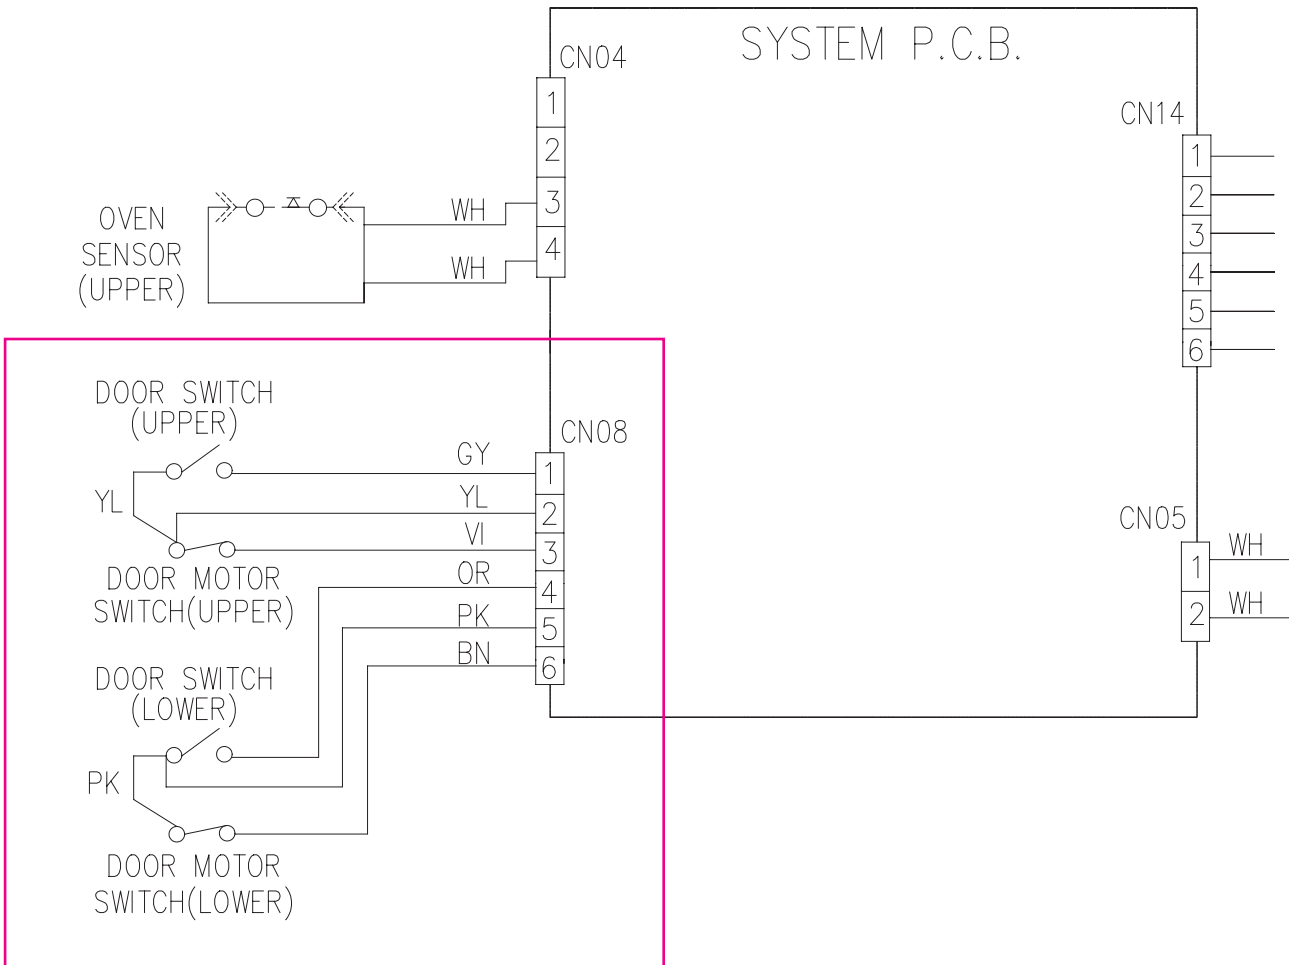 SYSTEM P.C.B.
CN04
1
2
3
4
OVEN
SENSOR
(UPPER)
WH
WH
CN14
1
2
3
4
5
6
DOOR SWITCH
(UPPER)
CN08
GY
YL
YL
VI
OR
PK
BN
1
2
3
4
5
6
DOOR MOTOR
SWITCH(UPPER)
DOOR SWITCH
(LOWER)
PK
DOOR MOTOR
SWITCH(LOWER)
CN05
1
2
WH
WH